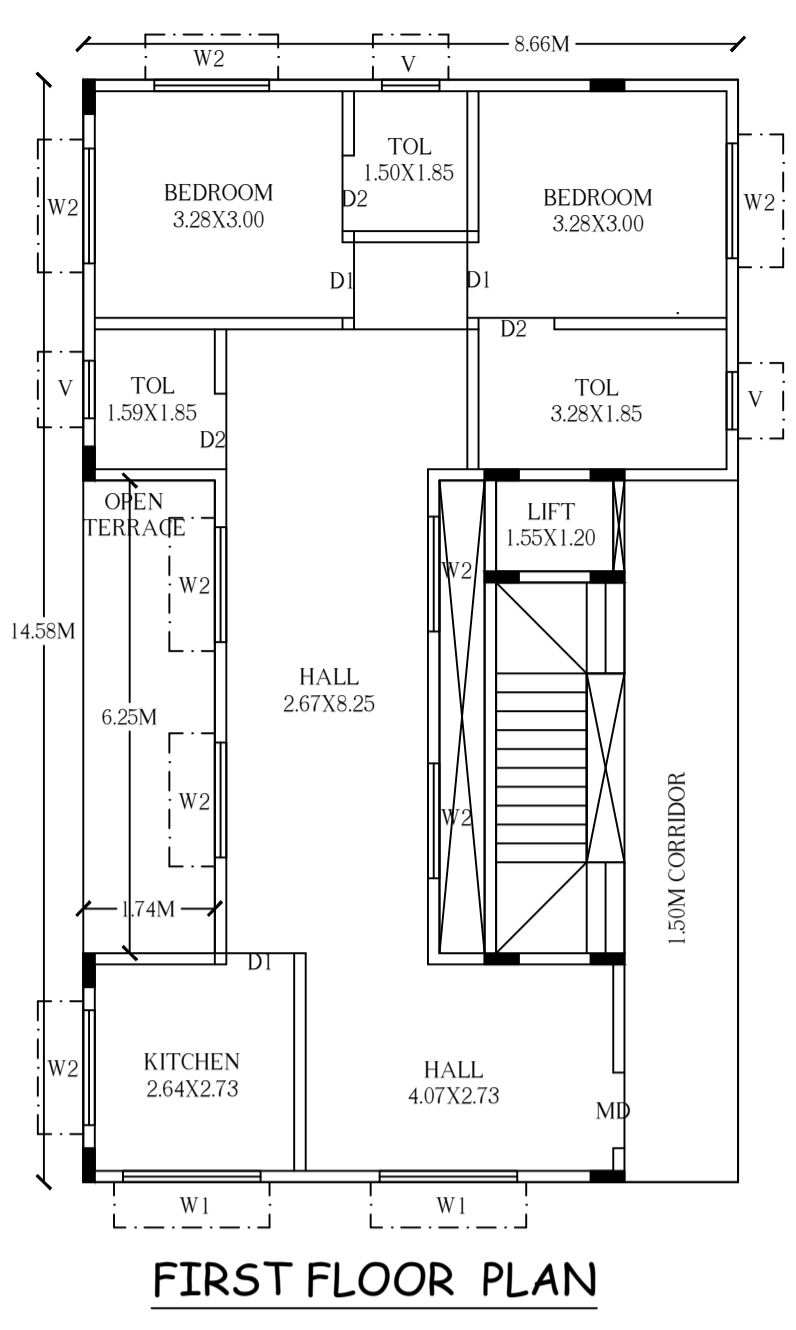 8.66M
W2
V
TOL
1.50X1.85
BEDROOM
3.28X3.00
BEDROOM
3.28X3.00
W2
W2
D2
D1
D1
D2
V
TOL
1.59X1.85
TOL
3.28X1.85
V
D2
OPEN
TERRACE
LIFT
1.55X1.20
W2
W2
14.58M
HALL
2.67X8.25
6.25M
W2
W2
1.50M CORRIDOR
1.74M
D1
KITCHEN
2.64X2.73
HALL
4.07X2.73
W2
MD
W1
W1
FIRST FLOOR PLAN